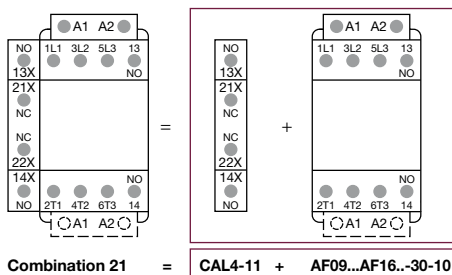 A1 A2 A1 A2
NO 1L1 3L2 5L3 13 NO 1L1 3L2 5L3 13
13X NO 13X NO
21X 21X
NC NC
= +
NC NC
22X 22X
14X NO 14X NO
NO 2T1 4T2 6T3 14 NO 2T1 4T2 6T3 14
A1 A2 A1 A2
Combination 21 = CAL4-11 + AF09...AF16..-30-10